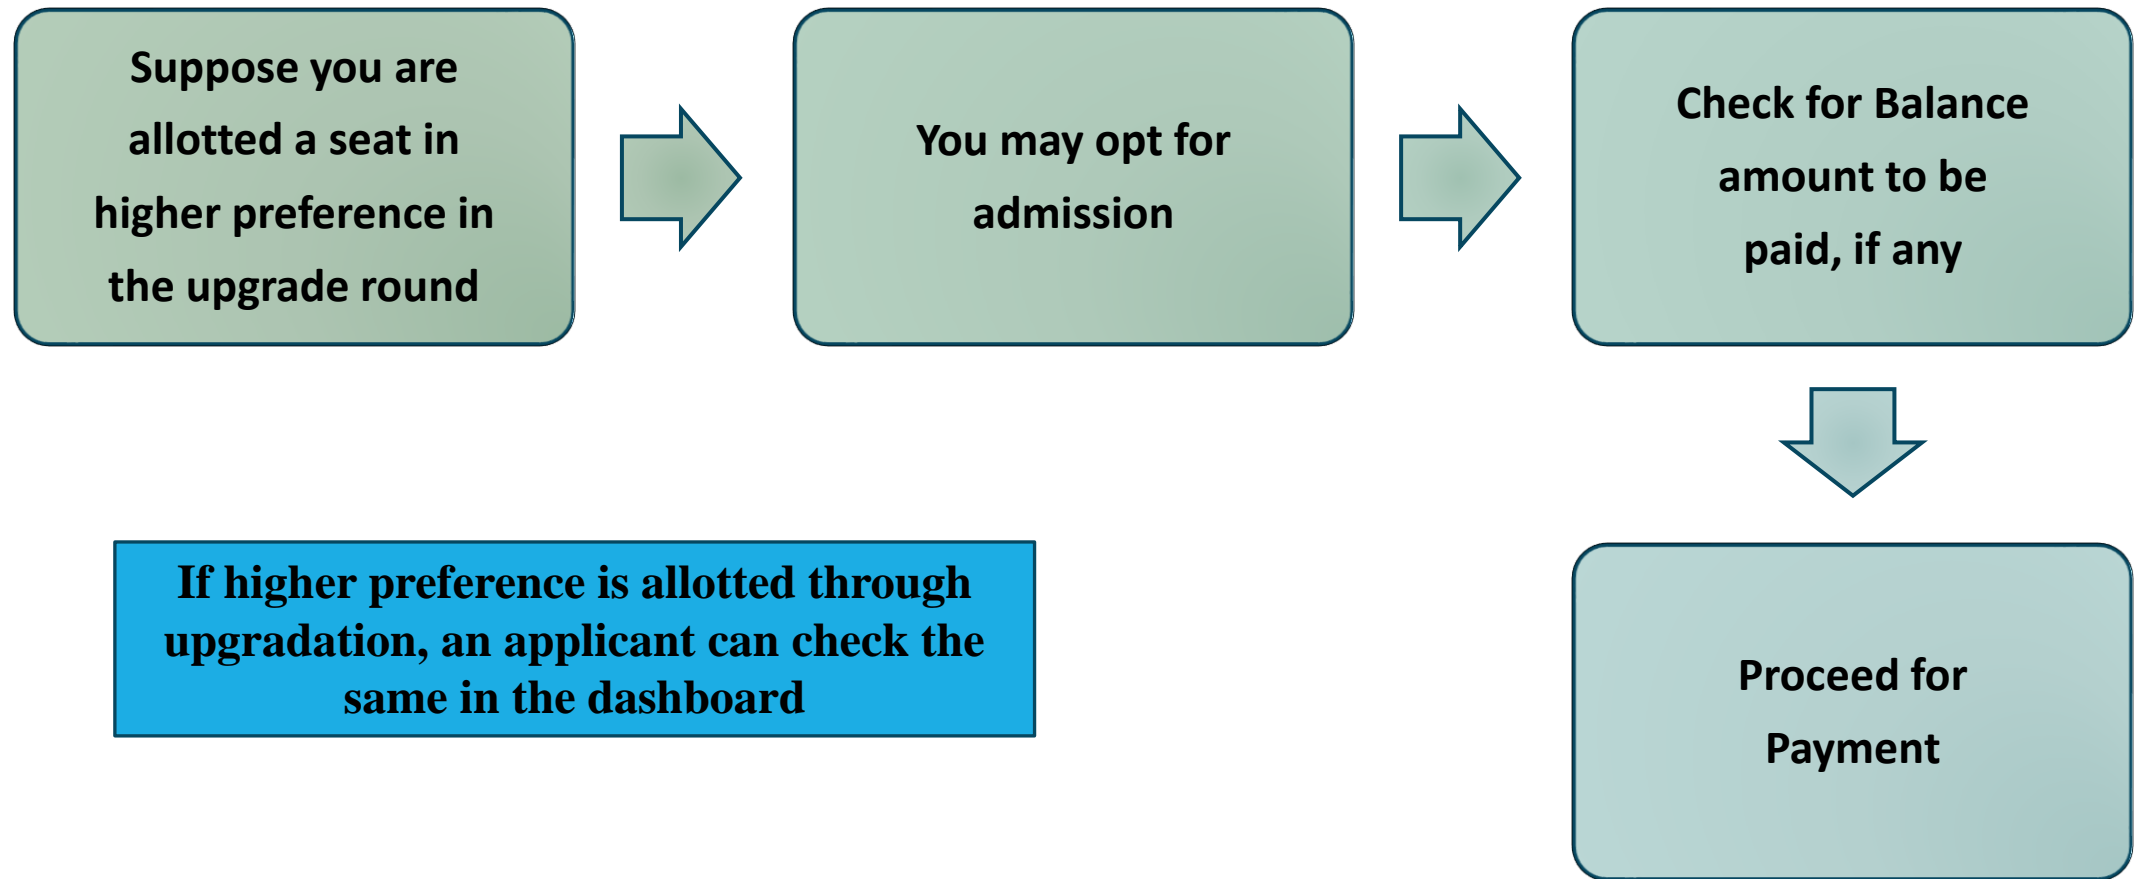 Suppose you are
allotted a seat in
higher preference in
the upgrade round
You may opt for
admission
Check for Balance
amount to be
paid, if any
Proceed for
Payment
If higher preference is allotted through
upgradation, an applicant can check the
same in the dashboard